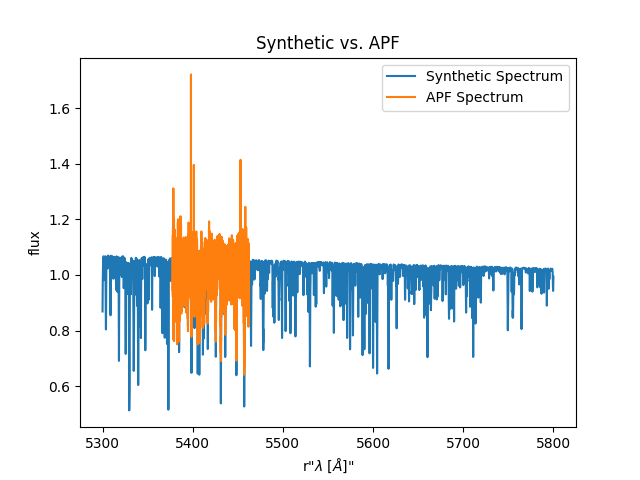 Synthetic vs. APF
Synthetic Spectrum
APF Spectrum
flux
1.6
1.4
1.2
1.0
0.8
0.6
5300 5400 5500 5600 5700 5800
r"λ [Å]"